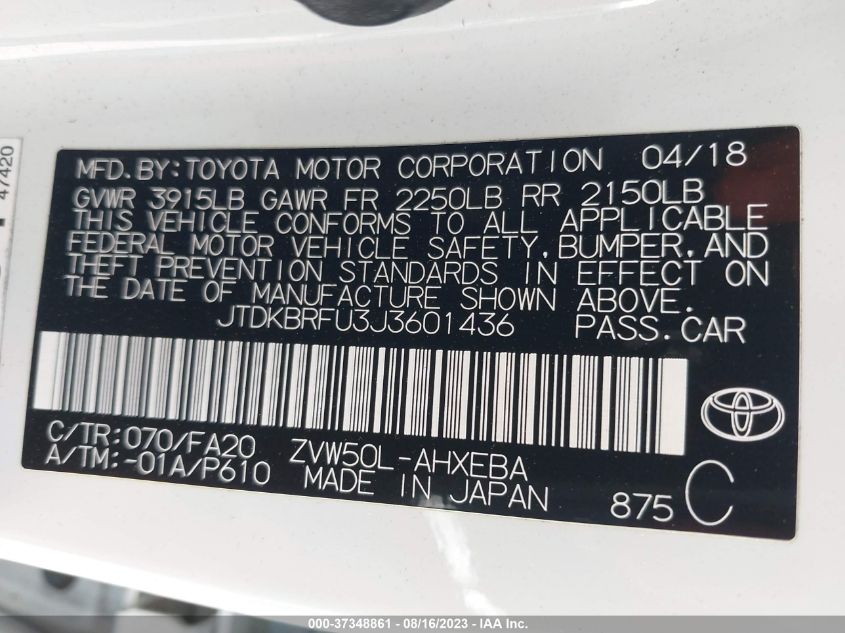 47420
MFD.BY:TOYOTA MOTOR CORPORATION 04/18
GVWR 3915LB GAWR FR 2250LB RR 2150LB
THIS VEHICLE CONFORMS TO ALL APPLICABLE
FEDERAL MOTOR VEHICLE SAFETY,BUMPER,AND
THEFT PREVENTION STANDARDS IN EFFECT ON
THE DATE OF MANUFACTURE SHOWN ABOVE.
JTDKBRFU3J3601436 PASS.CAR
C/TR:070/FA20 ZVW50L-AHXEBA
A/TM:-01A/P610 MADE IN JAPAN 875 C
000-37348861 - 08/16/2023 - IAA Inc.